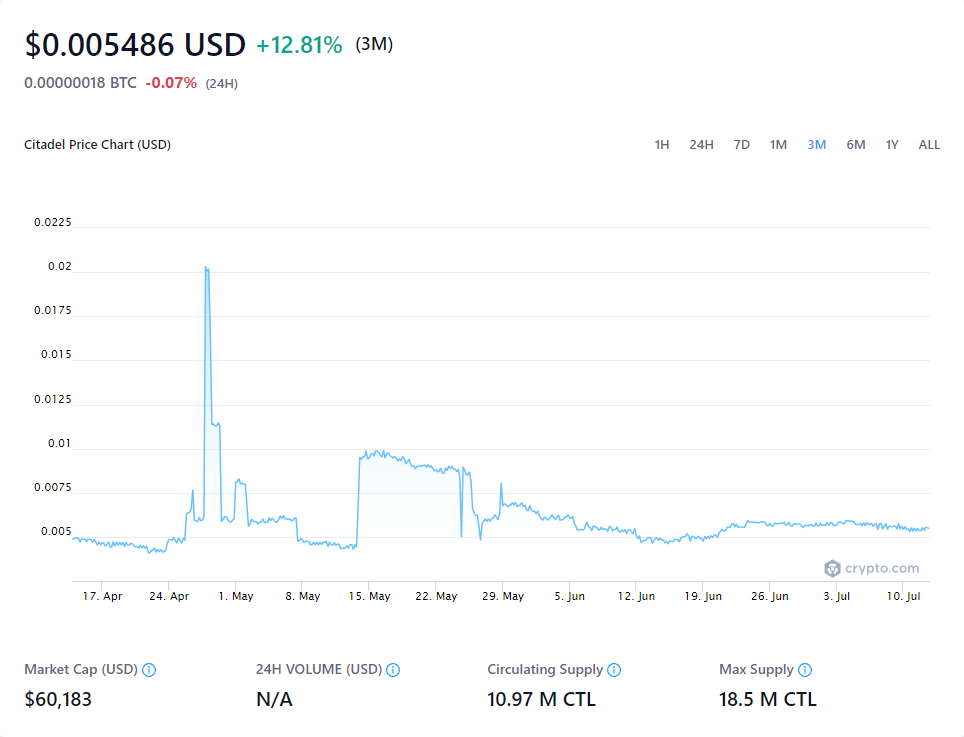 $0.005486 USD +12.81% (3M)
0.00000018 BTC -0.07% (24H)
Citadel Price Chart (USD) 1H 24H 7D 1M 3M 6M 1Y ALL
0.0225
0.02
0.0175
0.015
0.0125
0.01
0.0075
0.005
crypto.com
17. Apr 24. Apr 1. May 8. May 15. May 22. May 29. May 5. Jun 12. Jun 19. Jun 26. Jun 3. Jul 10. Jul
Market Cap (USD) 24H VOLUME (USD) Circulating Supply Max Supply
$60,183 N/A 10.97 M CTL 18.5 M CTL